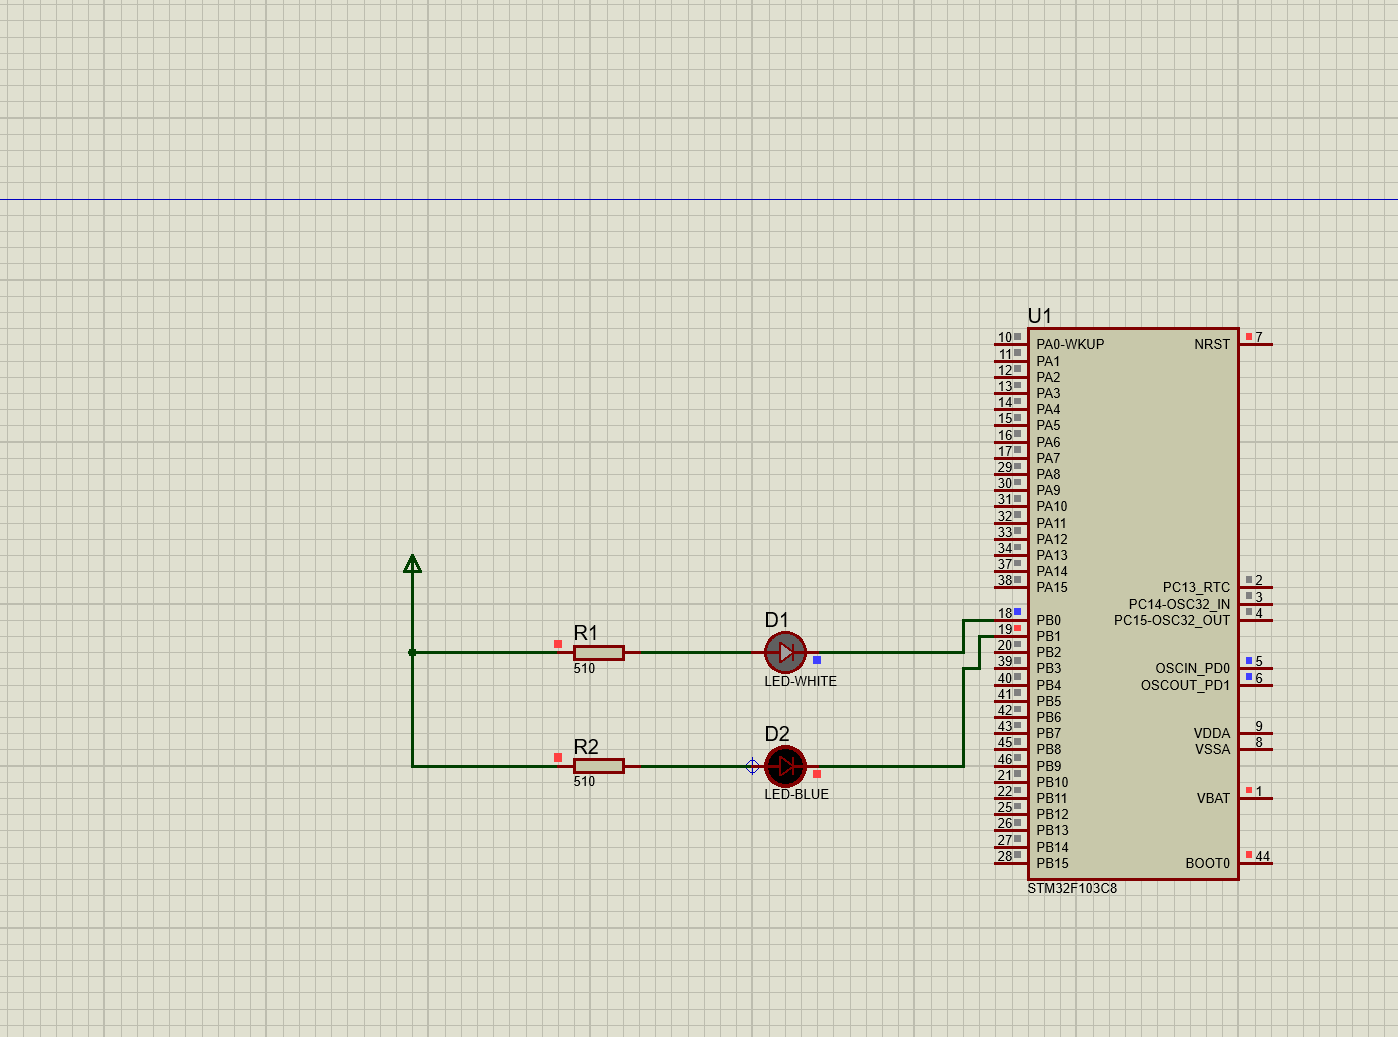 U1
10 PA0-WKUP NRST 7
11 PA1
12 PA2
13 PA3
14 PA4
15 PA5
16 PA6
17 PA7
29 PA8
30 PA9
31 PA10
32 PA11
33 PA12
34 PA13
37 PA14
38 PA15 PC13_RTC 2
PC14-OSC32_IN 3
18 PB0 PC15-OSC32_OUT 4
19 PB1
20 PB2
39 PB3 OSCIN_PD0 5
40 PB4 OSCOUT_PD1 6
41 PB5
42 PB6
43 PB7 VDDA 9
45 PB8 VSSA 8
46 PB9
21 PB10
22 PB11 VBAT 1
25 PB12
26 PB13
27 PB14
28 PB15 BOOT0 44
STM32F103C8
R1
510
D1
LED-WHITE
R2
510
D2
LED-BLUE